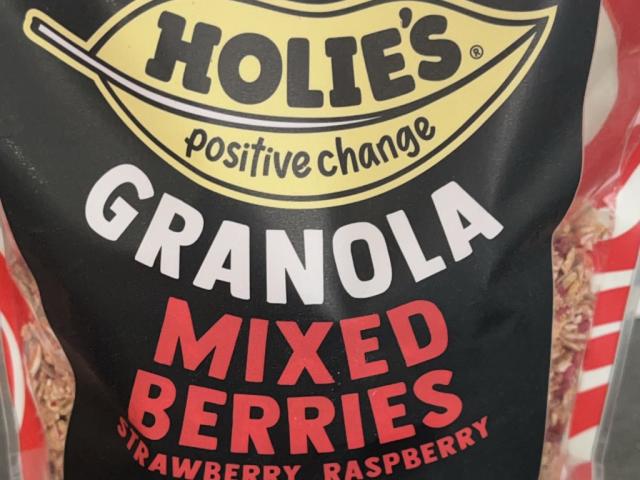 HOLIE'S®
positive change
GRANOLA
MIXED
BERRIES
STRAWBERRY RASPBERRY